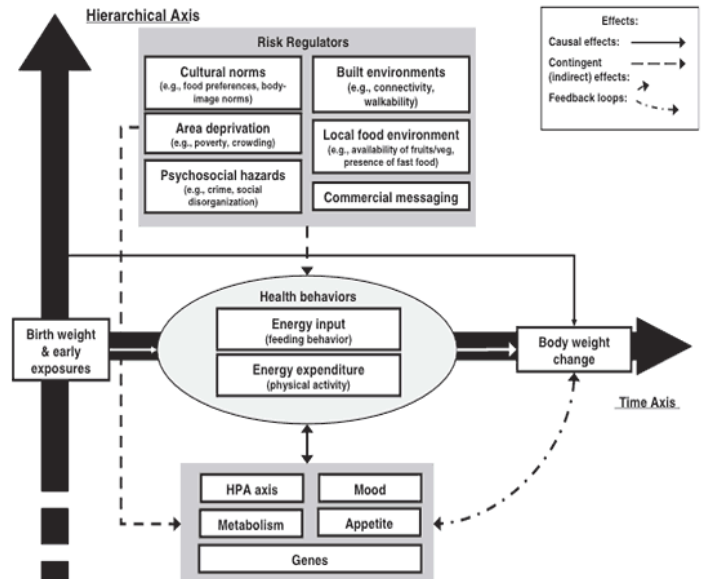 Hierarchical Axis
Effects:
Causal effects:
Contingent
(indirect) effects:
Feedback loops:
Risk Regulators
Cultural norms
(e.g., food preferences, body-
image norms)
Built environments
(e.g., connectivity,
walkability)
Area deprivation
(e.g., poverty, crowding)
Local food environment
(e.g., availability of fruits/veg,
presence of fast food)
Psychosocial hazards
(e.g., crime, social
disorganization)
Commercial messaging
Health behaviors
Energy input
(feeding behavior)
Energy expenditure
(physical activity)
Birth weight
& early
exposures
Body weight
change
Time Axis
HPA axis
Mood
Metabolism
Appetite
Genes